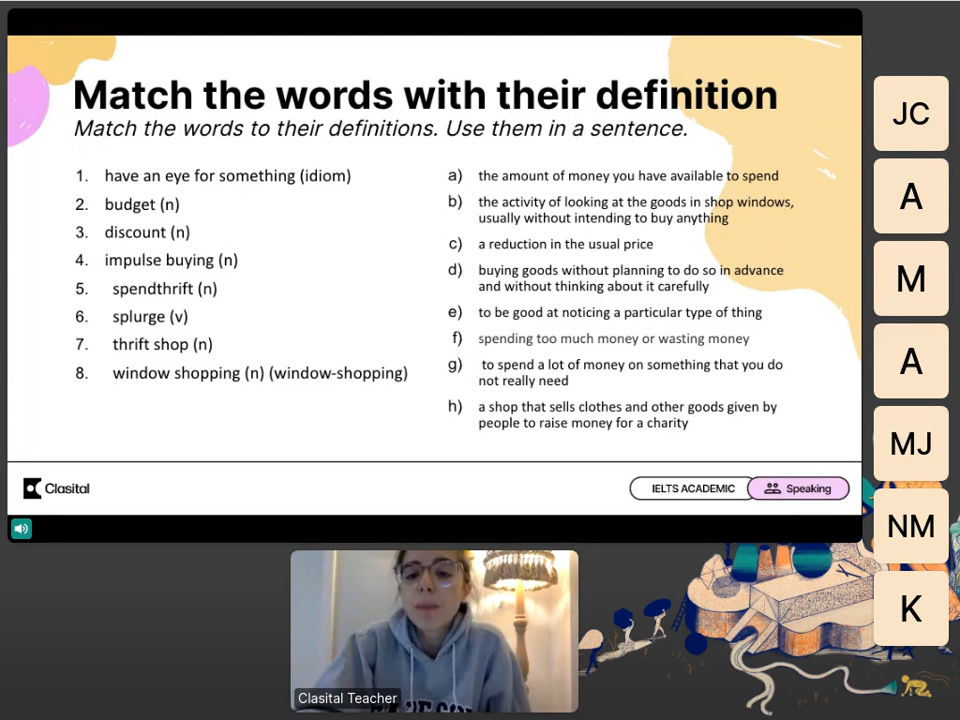 Match the words with their definition
Match the words to their definitions. Use them in a sentence.
1. have an eye for something (idiom)
2. budget (n)
3. discount (n)
4. impulse buying (n)
5. spendthrift (n)
6. splurge (v)
7. thrift shop (n)
8. window shopping (n) (window-shopping)
a) the amount of money you have available to spend
b) the activity of looking at the goods in shop windows,
usually without intending to buy anything
c) a reduction in the usual price
d) buying goods without planning to do so in advance
and without thinking about it carefully
e) to be good at noticing a particular type of thing
f) spending too much money or wasting money
g) to spend a lot of money on something that you do
not really need
h) a shop that sells clothes and other goods given by
people to raise money for a charity
Clasital
IELTS ACADEMIC
Speaking
JC
A
M
A
MJ
NM
K
Clasital Teacher